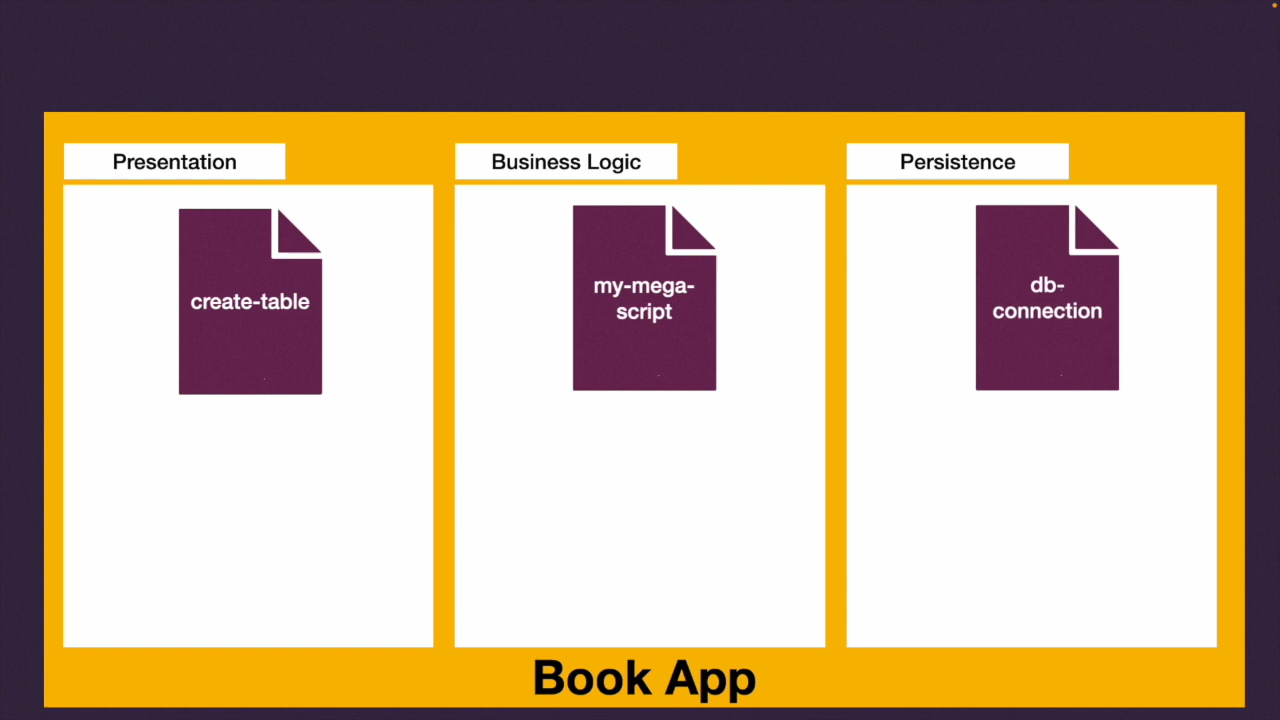 Presentation
Business Logic
Persistence
create-table
my-mega-
script
db-
connection
Book App